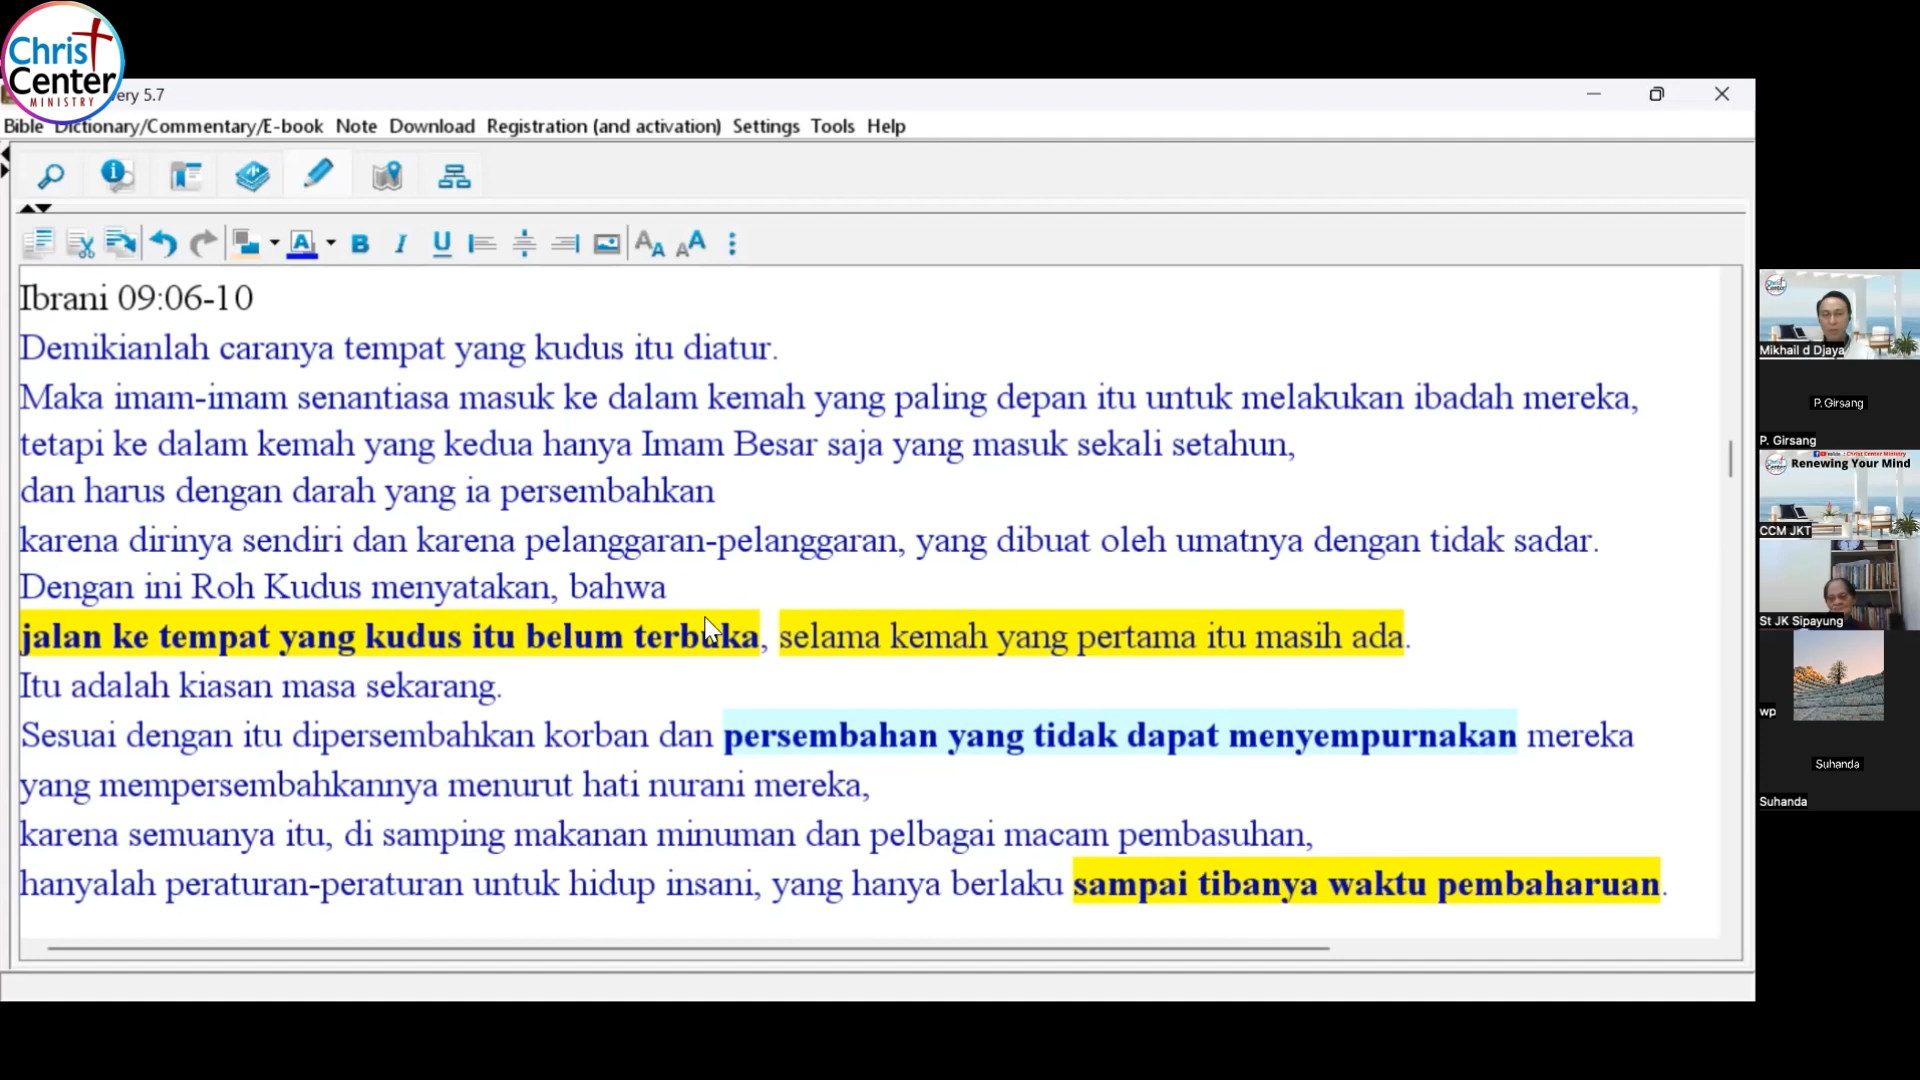 Christ
Center
MINISTRY
ery 5.7
Bible Dictionary/Commentary/E-book Note Download Registration (and activation) Settings Tools Help
Ibrani 09:06-10
Demikianlah caranya tempat yang kudus itu diatur.
Maka imam-imam senantiasa masuk ke dalam kemah yang paling depan itu untuk melakukan ibadah mereka,
tetapi ke dalam kemah yang kedua hanya Imam Besar saja yang masuk sekali setahun,
dan harus dengan darah yang ia persembahkan
karena dirinya sendiri dan karena pelanggaran-pelanggaran, yang dibuat oleh umatnya dengan tidak sadar.
Dengan ini Roh Kudus menyatakan, bahwa
jalan ke tempat yang kudus itu belum terbuka, selama kemah yang pertama itu masih ada.
Itu adalah kiasan masa sekarang.
Sesuai dengan itu dipersembahkan korban dan persembahan yang tidak dapat menyempurnakan mereka
yang mempersembahkannya menurut hati nurani mereka,
karena semuanya itu, di samping makanan minuman dan pelbagai macam pembasuhan,
hanyalah peraturan-peraturan untuk hidup insani, yang hanya berlaku sampai tibanya waktu pembaharuan.
Mikhail d Djaya
P. Girsang
P. Girsang
Christ Center Ministry
Renewing Your Mind
CCM JKT
St JK Sipayung
wp
Suhanda
Suhanda